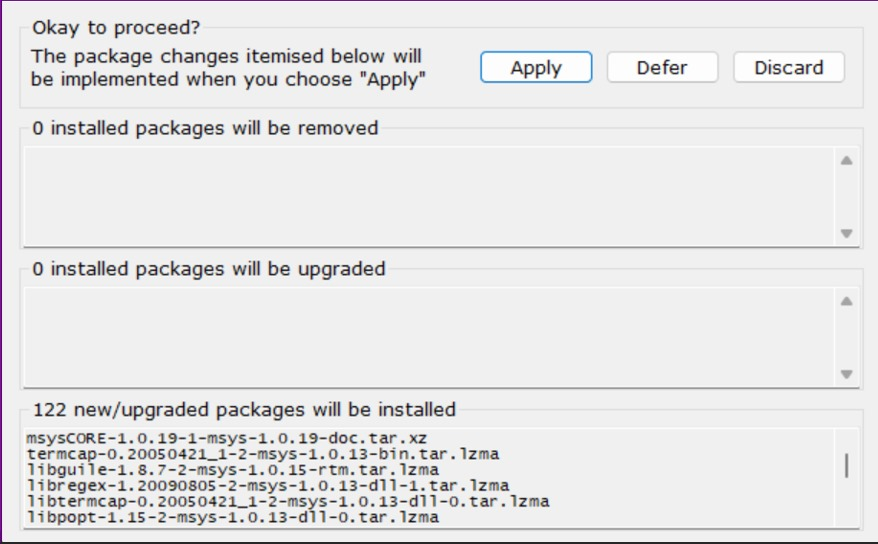 Okay to proceed?
The package changes itemised below will
be implemented when you choose "Apply"
Apply
Defer
Discard
0 installed packages will be removed
0 installed packages will be upgraded
122 new/upgraded packages will be installed
msysCORE-1.0.19-1-msys-1.0.19-doc.tar.xz
termcap-0.20050421_1-2-msys-1.0.13-bin.tar.lzma
libguile-1.8.7-2-msys-1.0.15-rtm.tar.lzma
libregex-1.20090805-2-msys-1.0.13-dll-1.tar.lzma
libtermcap-0.20050421_1-2-msys-1.0.13-dll-0.tar.lzma
libpopt-1.15-2-msys-1.0.13-dll-0.tar.lzma